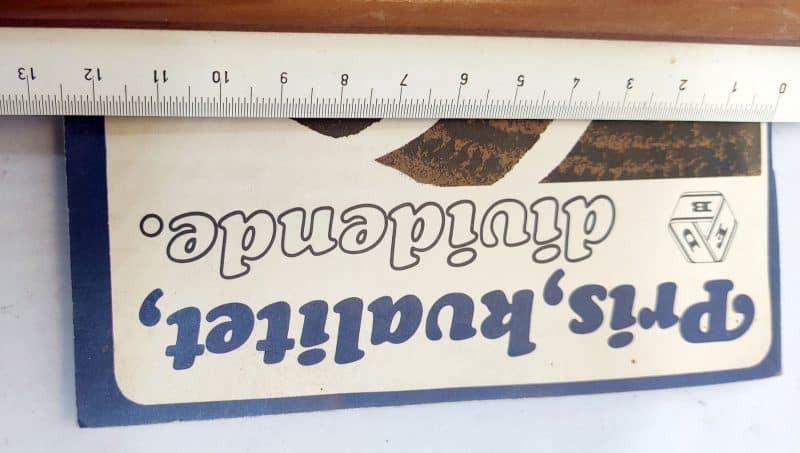 Pris, kvalitet,
F D
B
dividende.
0 1 2 3 4 5 6 7 8 9 10 11 12 13